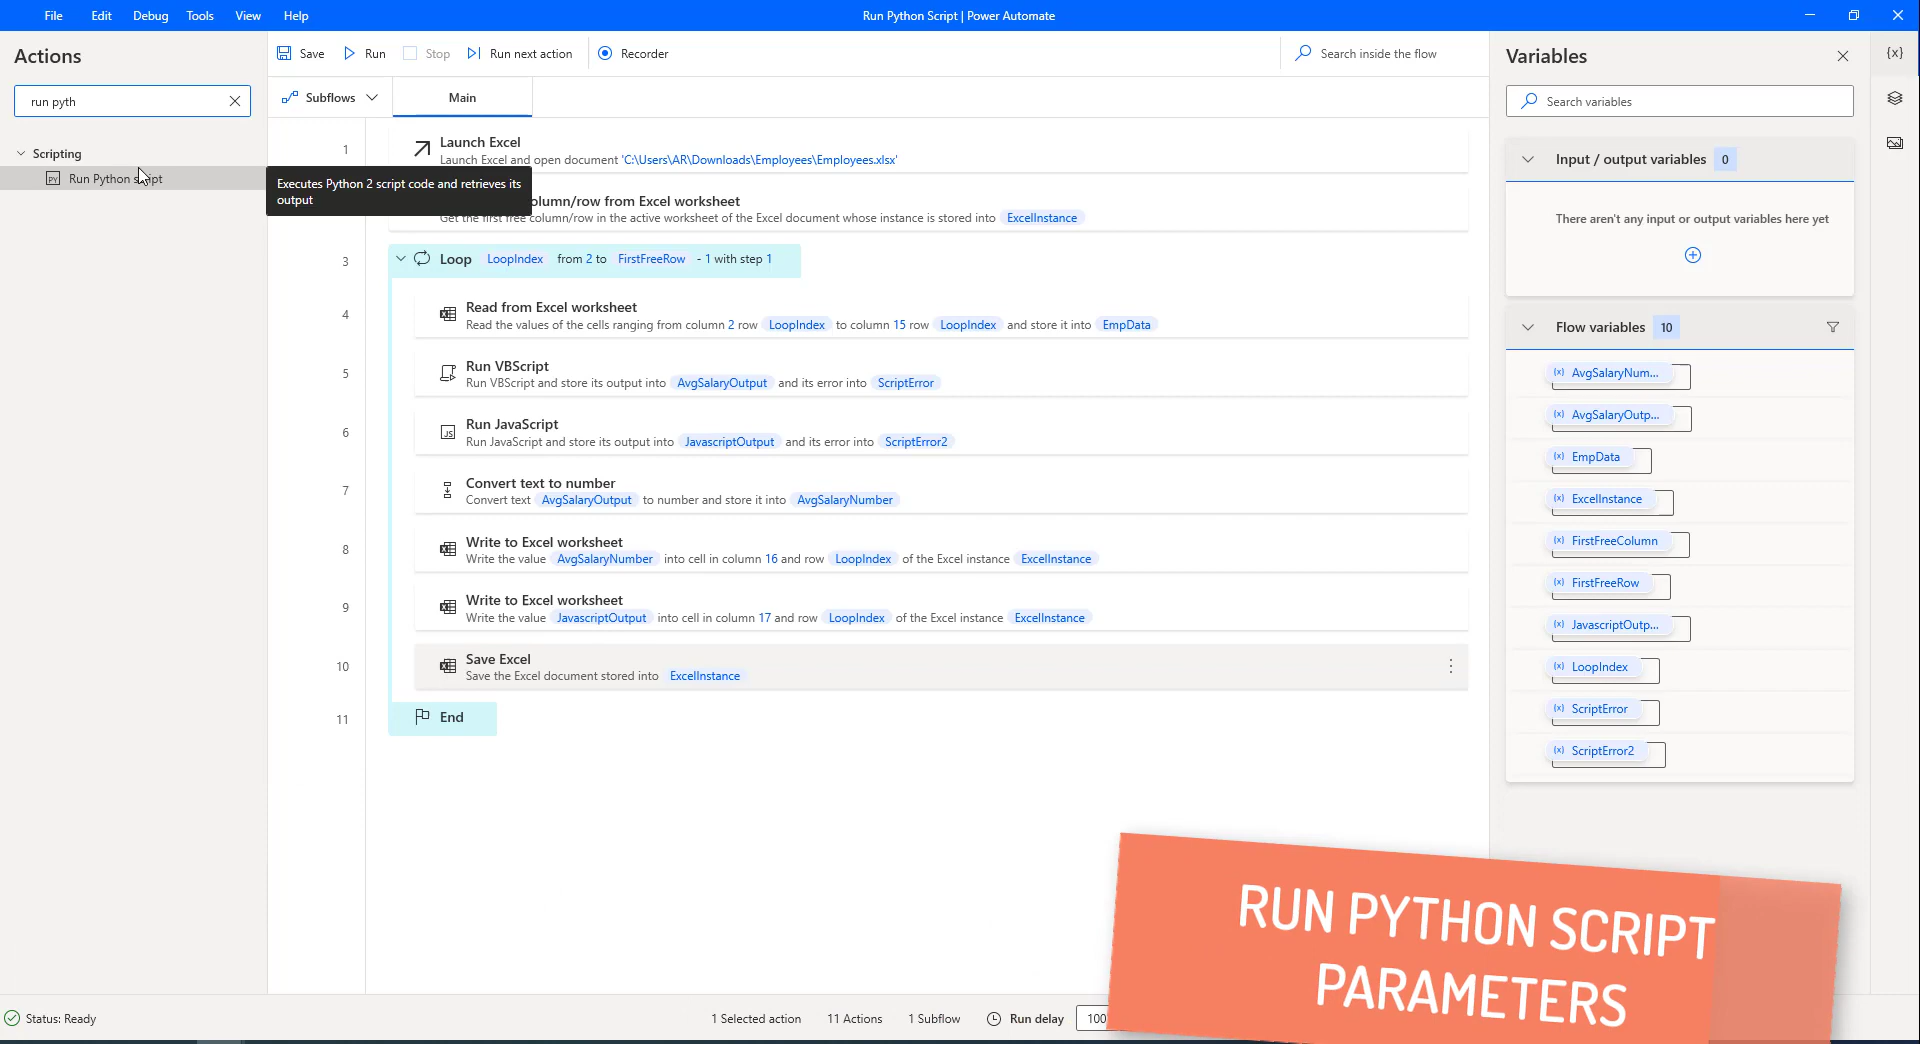 File Edit Debug Tools View Help
Run Python Script | Power Automate
Actions
run pyth
Scripting
PY Run Python script
Executes Python 2 script code and retrieves its
output
Save Run Stop Run next action Recorder
Search inside the flow
Subflows Main
1 Launch Excel
Launch Excel and open document 'C:\Users\AR\Downloads\Employees\Employees.xlsx'
column/row from Excel worksheet
Get the first free column/row in the active worksheet of the Excel document whose instance is stored into ExcelInstance
3 Loop LoopIndex from 2 to FirstFreeRow - 1 with step 1
4 Read from Excel worksheet
Read the values of the cells ranging from column 2 row LoopIndex to column 15 row LoopIndex and store it into EmpData
5 Run VBScript
Run VBScript and store its output into AvgSalaryOutput and its error into ScriptError
6 JS Run JavaScript
Run JavaScript and store its output into JavascriptOutput and its error into ScriptError2
7 Convert text to number
Convert text AvgSalaryOutput to number and store it into AvgSalaryNumber
8 Write to Excel worksheet
Write the value AvgSalaryNumber into cell in column 16 and row LoopIndex of the Excel instance ExcelInstance
9 Write to Excel worksheet
Write the value JavascriptOutput into cell in column 17 and row LoopIndex of the Excel instance ExcelInstance
10 Save Excel
Save the Excel document stored into ExcelInstance
11 End
Variables
{x}
Search variables
Input / output variables 0
There aren't any input or output variables here yet
Flow variables 10
(x) AvgSalaryNum...
(x) AvgSalaryOutp...
(x) EmpData
(x) ExcelInstance
(x) FirstFreeColumn
(x) FirstFreeRow
(x) JavascriptOutp...
(x) LoopIndex
(x) ScriptError
(x) ScriptError2
RUN PYTHON SCRIPT
PARAMETERS
Status: Ready
1 Selected action 11 Actions 1 Subflow Run delay 100